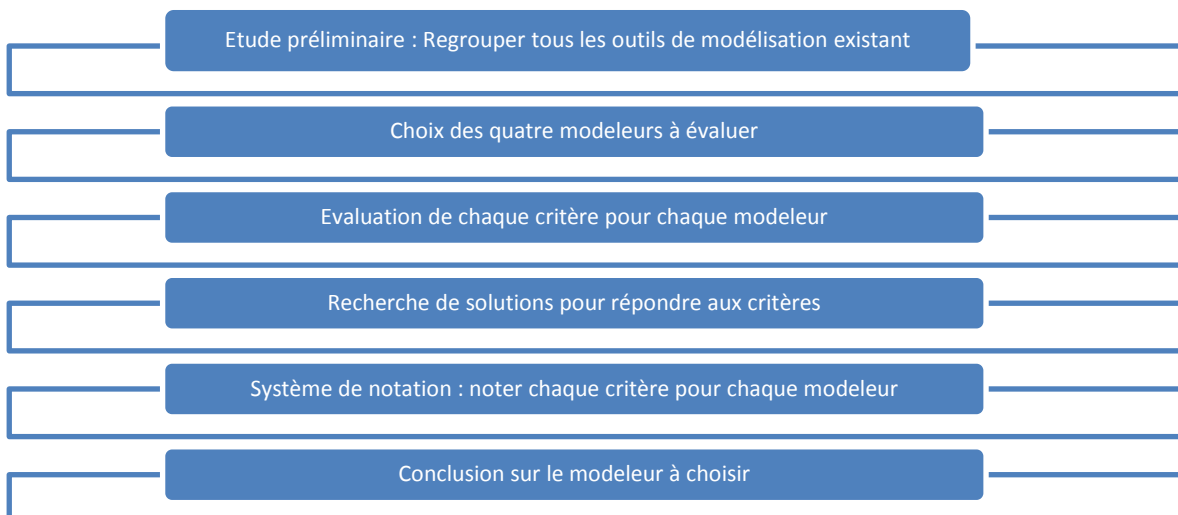 Etude préliminaire : Regrouper tous les outils de modélisation existant
Choix des quatre modeleurs à évaluer
Evaluation de chaque critère pour chaque modeleur
Recherche de solutions pour répondre aux critères
Système de notation : noter chaque critère pour chaque modeleur
Conclusion sur le modeleur à choisir